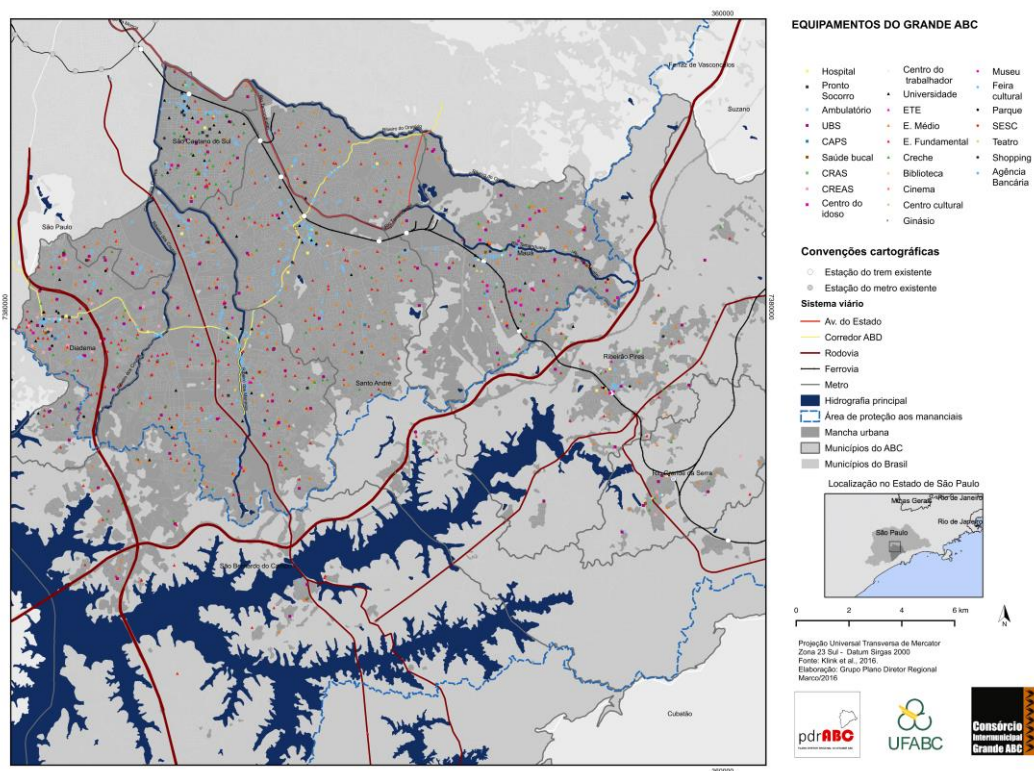 360000
EQUIPAMENTOS DO GRANDE ABC
Hospital
Pronto
Socorro
Ambulatório
UBS
CAPS
Saúde bucal
CRAS
CREAS
Centro do
idoso
Centro do
trabalhador
Universidade
ETE
E. Médio
E. Fundamental
Creche
Biblioteca
Cinema
Centro cultural
Ginásio
Museu
Feira
cultural
Parque
SESC
Teatro
Shopping
Agência
Bancária
Convenções cartográficas
Estação do trem existente
Estação do metro existente
Sistema viário
Av. do Estado
Corredor ABD
Rodovia
Ferrovia
Metro
Hidrografia principal
Área de proteção aos mananciais
Mancha urbana
Municípios do ABC
Municípios do Brasil
Localização no Estado de São Paulo
Minas Gerais
Rio de Janeiro
Rio de Janeiro
São Paulo
0 2 4 6 km
N
Projeção Universal Transversa de Mercator
Zona 23 Sul - Datum Sirgas 2000
Fonte: Klink et al., 2016.
Elaboração: Grupo Plano Diretor Regional
Marco/2016
pdrABC
UFABC
Consórcio
Intermunicipal
Grande ABC
Ferraz de Vasconcelos
Suzano
São Caetano do Sul
São Paulo
Mauá
7380000
7380000
Diadema
Ribeirão Pires
Santo André
Rio Grande da Serra
São Bernardo do Campo
Cubatão
360000